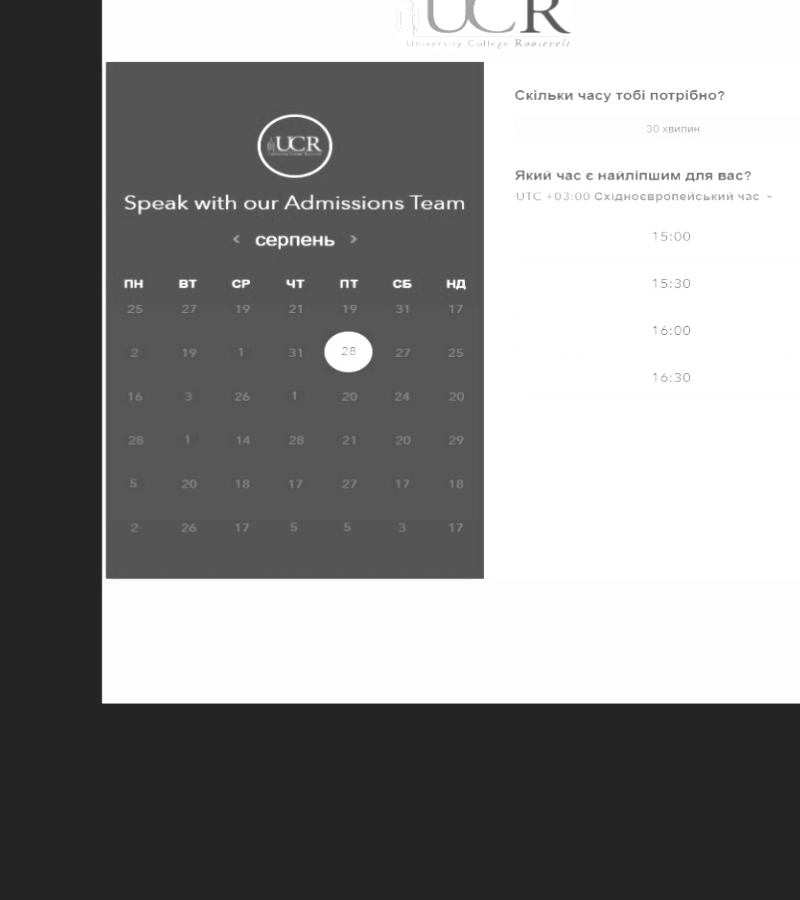 UCR
University College Roosevelt
UCR
Speak with our Admissions Team
< серпень >
ПН ВТ СР ЧТ ПТ СБ НД
25 27 19 21 19 31 17
2 19 1 31 28 27 25
16 3 26 1 20 24 20
28 1 14 28 21 20 29
5 20 18 17 27 17 18
2 26 17 5 5 3 17
Скільки часу тобі потрібно?
30 хвилин
Який час є найліпшим для вас?
UTC +03:00 Східноєвропейський час
15:00
15:30
16:00
16:30